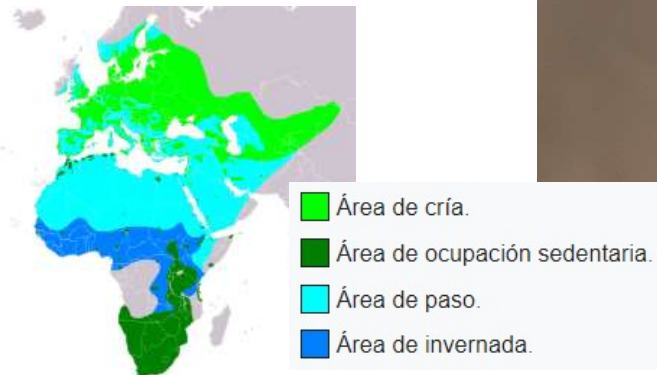 Área de cría.
Área de ocupación sedentaria.
Área de paso.
Área de invernada.